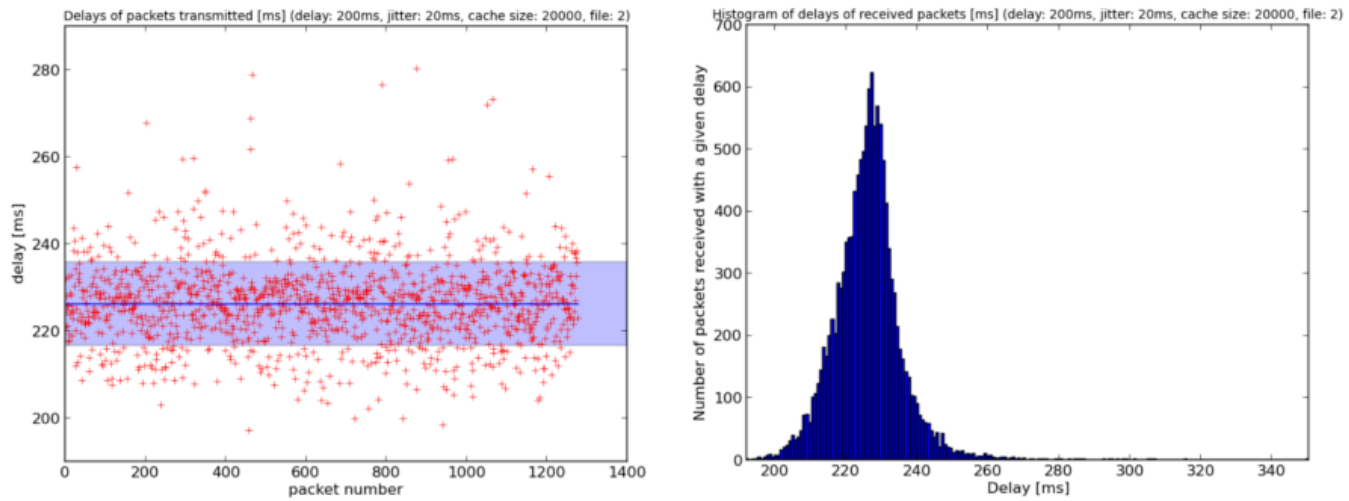 Delays of packets transmitted [ms] (delay: 200ms, jitter: 20ms, cache size: 20000, file: 2)
280
260
240
220
200
delay [ms]
0 200 400 600 800 1000 1200 1400
packet number
Histogram of delays of received packets [ms] (delay: 200ms, jitter: 20ms, cache size: 20000, file: 2)
700
600
500
400
300
200
100
0
Number of packets received with a given delay
200 220 240 260 280 300 320 340
Delay [ms]